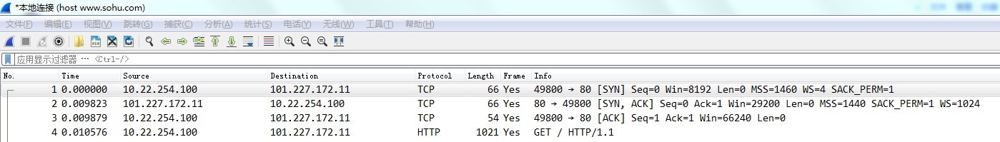 *本地连接 (host www.sohu.com)
文件(F) 编辑(E) 视图(V) 跳转(G) 捕获(C) 分析(A) 统计(S) 电话(Y) 无线(W) 工具(T) 帮助(H)
应用显示过滤器 … <Ctrl-/>
No. Time Source Destination Protocol Length Frame Info
1 0.000000 10.22.254.100 101.227.172.11 TCP 66 Yes 49800 → 80 [SYN] Seq=0 Win=8192 Len=0 MSS=1460 WS=4 SACK_PERM=1
2 0.009823 101.227.172.11 10.22.254.100 TCP 66 Yes 80 → 49800 [SYN, ACK] Seq=0 Ack=1 Win=29200 Len=0 MSS=1440 SACK_PERM=1 WS=1024
3 0.009879 10.22.254.100 101.227.172.11 TCP 54 Yes 49800 → 80 [ACK] Seq=1 Ack=1 Win=66240 Len=0
4 0.010576 10.22.254.100 101.227.172.11 HTTP 1021 Yes GET / HTTP/1.1